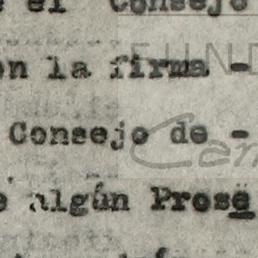 e el Consejo
en la firma -
Consejo de -
e algún Prose